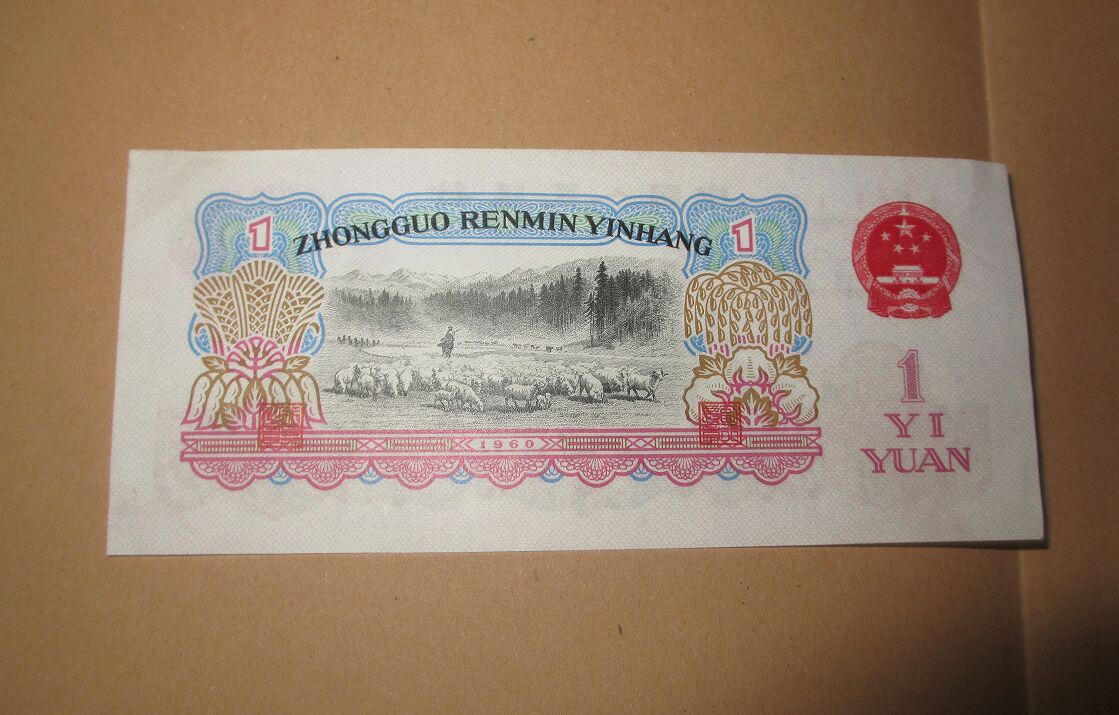 1
ZHONGGUO RENMIN YINHANG
1
1960
1
YI
YUAN